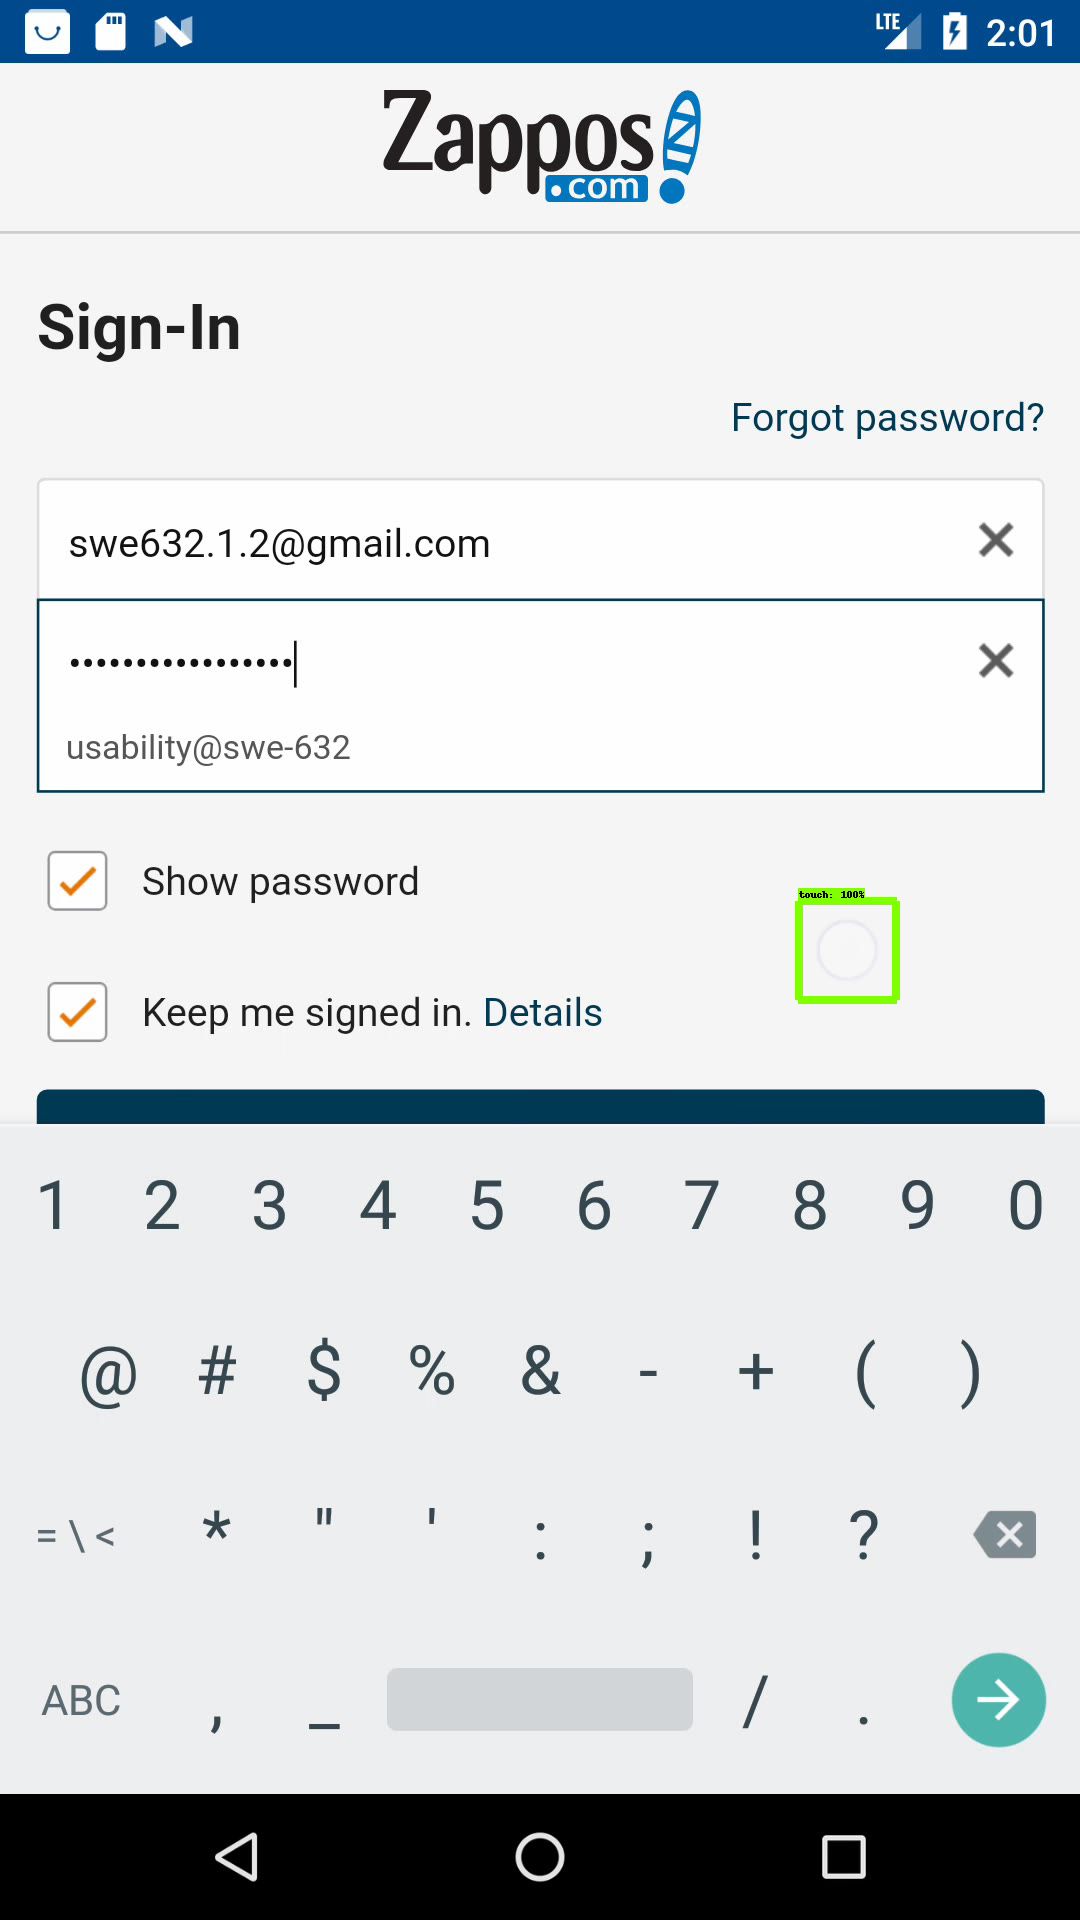 LTE 2:01
Zappos
.com
Sign-In
Forgot password?
swe632.1.2@gmail.com
•••••••••••••••••
usability@swe-632
Show password
touch: 100%
Keep me signed in. Details
1 2 3 4 5 6 7 8 9 0
@ # $ % & - + ( )
= \ < * " ' : ; ! ?
ABC , _ / .